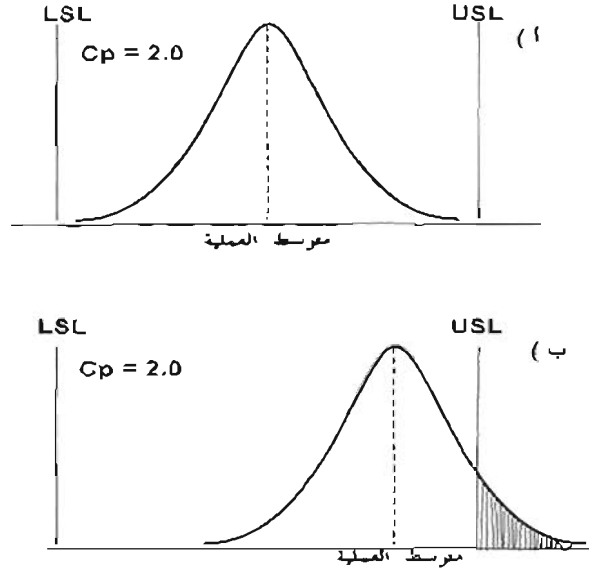 LSL USL ( أ
Cp = 2.0
متوسط العملية
LSL USL ( ب
Cp = 2.0
متوسط العملية